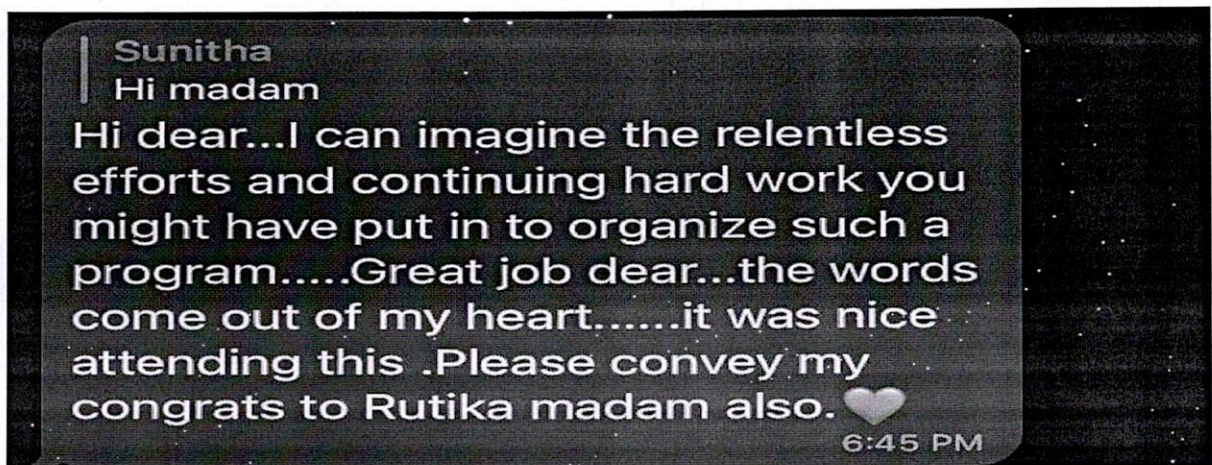 Sunitha
Hi madam
Hi dear...I can imagine the relentless
efforts and continuing hard work you
might have put in to organize such a
program.....Great job dear...the words
come out of my heart......it was nice
attending this .Please convey my
congrats to Rutika madam also.🤍
6:45 PM